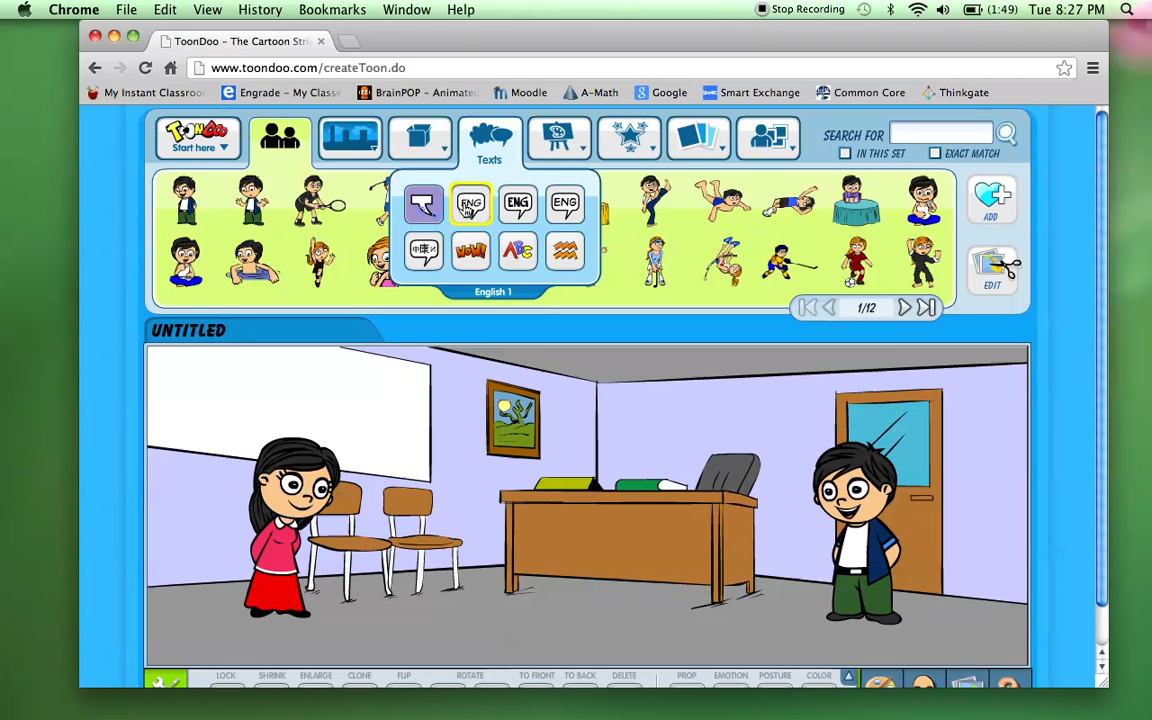 Chrome File Edit View History Bookmarks Window Help Stop Recording (1:49) Tue 8:27 PM
ToonDoo - The Cartoon Stri
www.toondoo.com/createToon.do
My Instant Classroo Engrade - My Classe BrainPOP - Animated Moodle A-Math Google Smart Exchange Common Core Thinkgate
TOONDOO
Start here
Texts
SEARCH FOR
IN THIS SET EXACT MATCH
ENG ENG ENG
WOW! ABC
English 1
ADD
EDIT
1/12
UNTITLED
LOCK SHRINK ENLARGE CLONE FLIP ROTATE TO FRONT TO BACK DELETE PROP EMOTION POSTURE COLOR